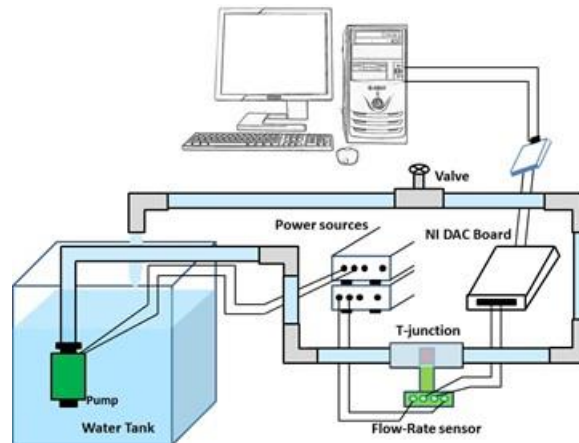 Valve
Power sources
NI DAC Board
T-junction
Pump
Flow-Rate sensor
Water Tank